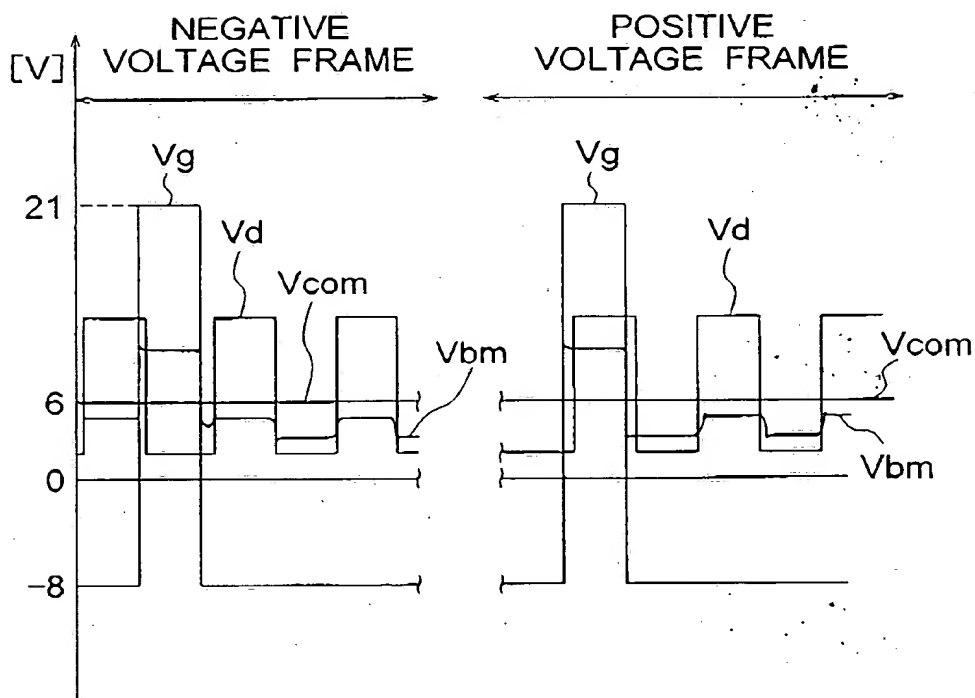 NEGATIVE
VOLTAGE FRAME
POSITIVE
VOLTAGE FRAME
[V]
Vg
Vg
21
Vd
Vd
Vcom
Vbm
Vcom
6
Vbm
0
-8